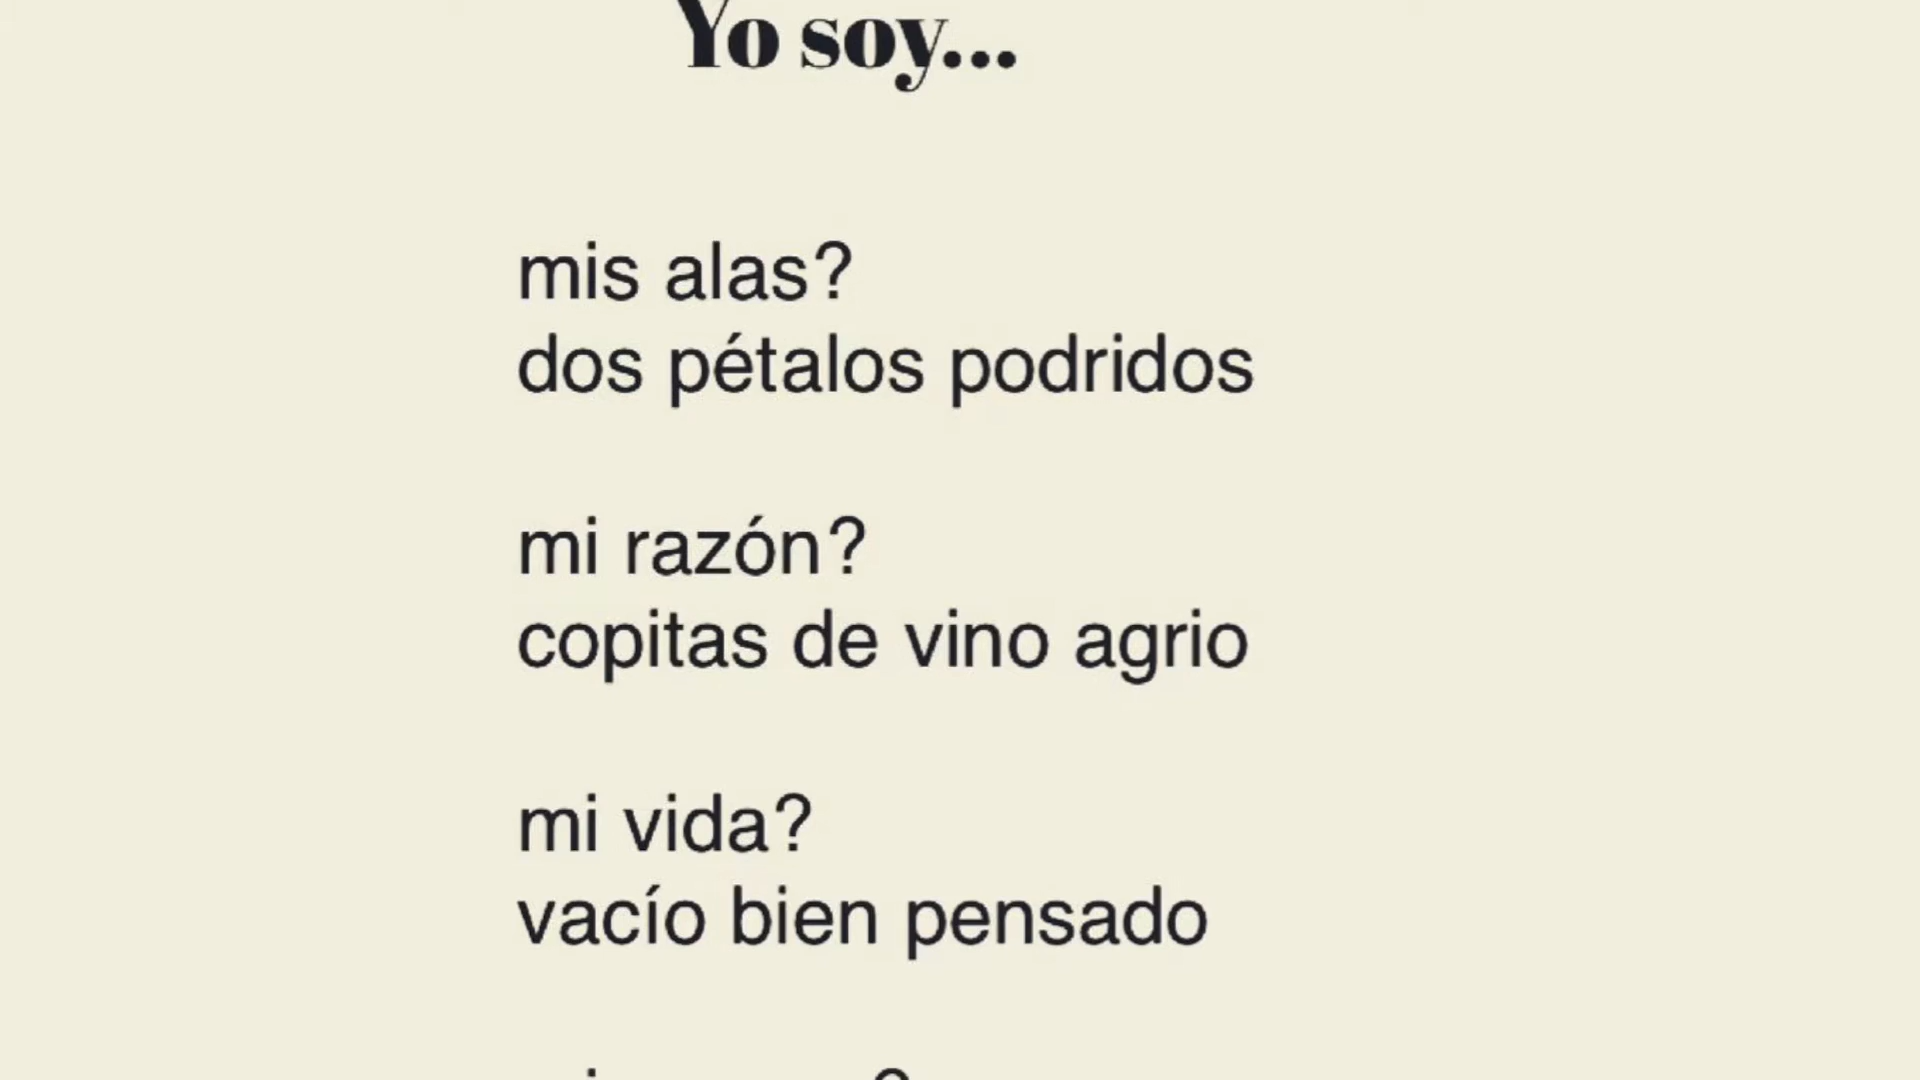 Yo soy...
mis alas?
dos pétalos podridos
mi razón?
copitas de vino agrio
mi vida?
vacío bien pensado